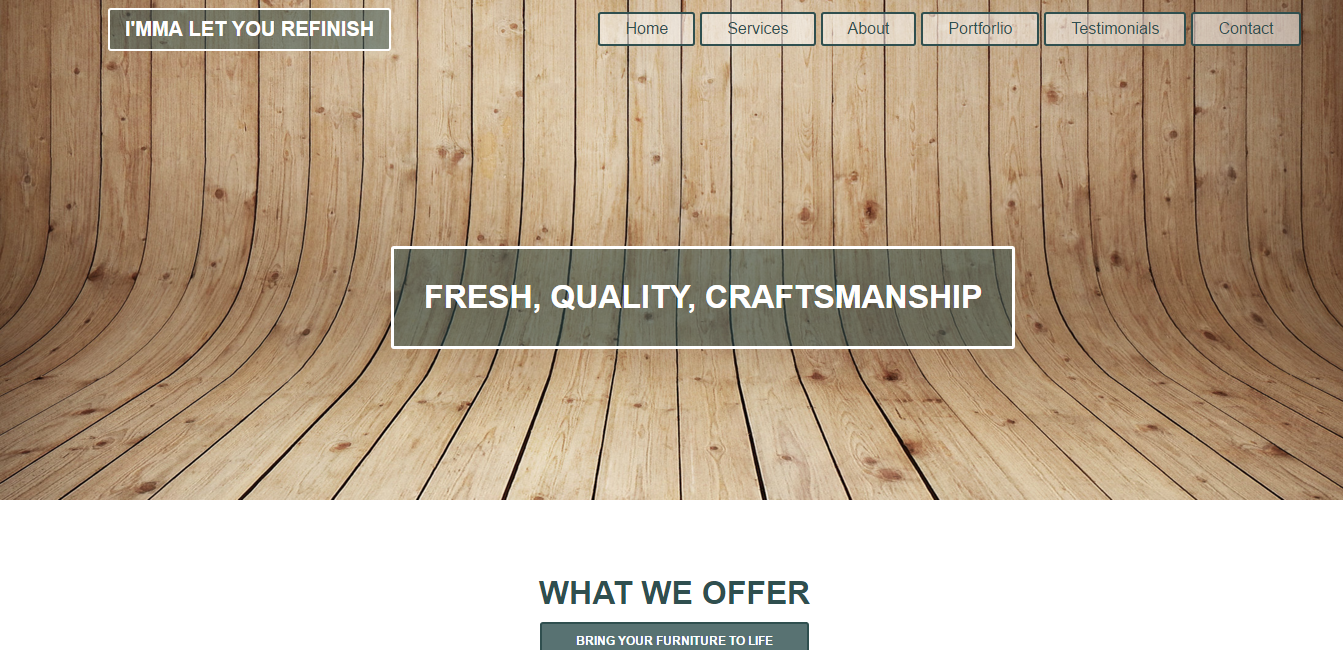 I'MMA LET YOU REFINISH
Home Services About Portforlio Testimonials Contact
FRESH, QUALITY, CRAFTSMANSHIP
WHAT WE OFFER
BRING YOUR FURNITURE TO LIFE